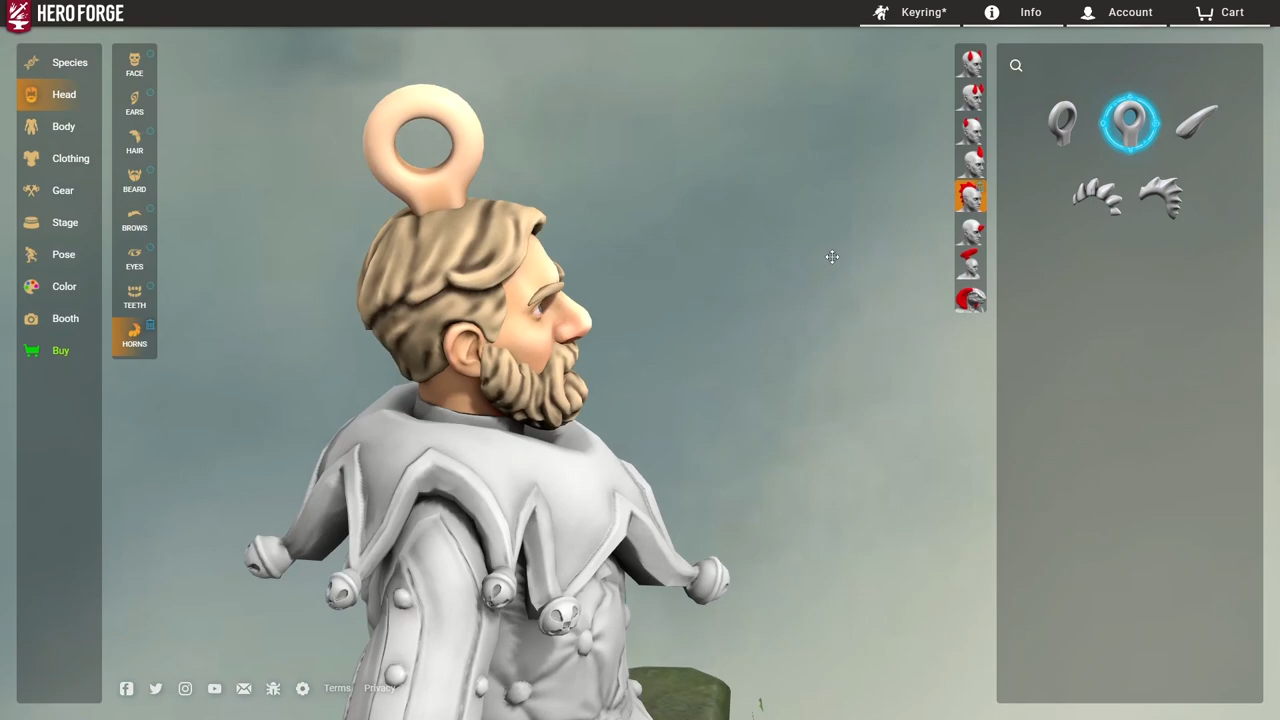 HERO FORGE
Keyring*
Info
Account
Cart
Species
Head
Body
Clothing
Gear
Stage
Pose
Color
Booth
Buy
FACE
EARS
HAIR
BEARD
BROWS
EYES
TEETH
HORNS
Terms
Privacy